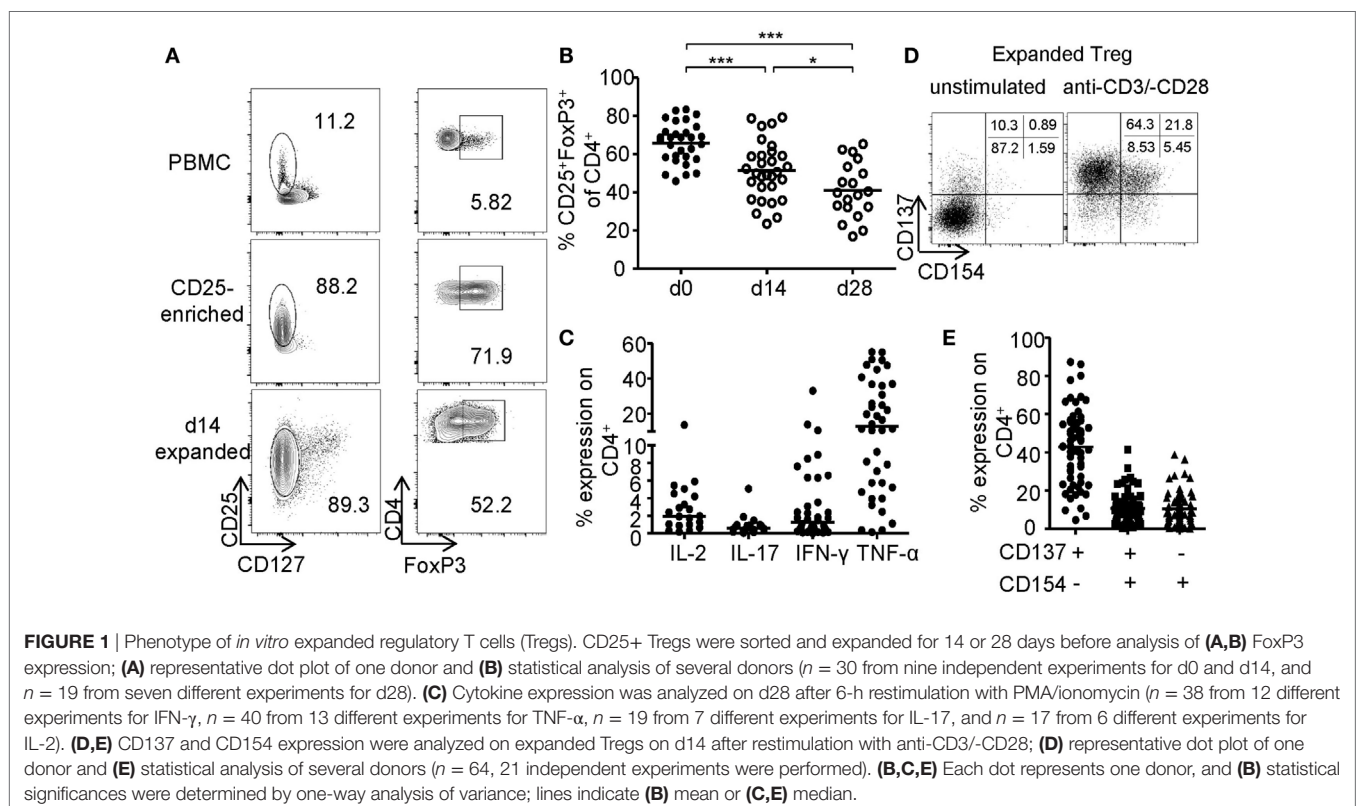 A
PBMC
11.2
5.82
CD25-
enriched
88.2
71.9
d14
expanded
89.3
52.2
CD25
CD127
CD4
FoxP3
B
***
*** *
% CD25+FoxP3+
of CD4+
100
80
60
40
20
0
d0 d14 d28
D
Expanded Treg
unstimulated anti-CD3/-CD28
10.3 0.89
87.2 1.59
64.3 21.8
8.53 5.45
CD137
CD154
C
% expression on
CD4+
60
40
20
10
8
6
4
2
0
IL-2 IL-17 IFN-γ TNF-α
E
% expression on
CD4+
100
80
60
40
20
0
CD137 + + -
CD154 - + +
FIGURE 1 | Phenotype of in vitro expanded regulatory T cells (Tregs). CD25+ Tregs were sorted and expanded for 14 or 28 days before analysis of (A,B) FoxP3
expression; (A) representative dot plot of one donor and (B) statistical analysis of several donors (n = 30 from nine independent experiments for d0 and d14, and
n = 19 from seven different experiments for d28). (C) Cytokine expression was analyzed on d28 after 6-h restimulation with PMA/ionomycin (n = 38 from 12 different
experiments for IFN-γ, n = 40 from 13 different experiments for TNF-α, n = 19 from 7 different experiments for IL-17, and n = 17 from 6 different experiments for
IL-2). (D,E) CD137 and CD154 expression were analyzed on expanded Tregs on d14 after restimulation with anti-CD3/-CD28; (D) representative dot plot of one
donor and (E) statistical analysis of several donors (n = 64, 21 independent experiments were performed). (B,C,E) Each dot represents one donor, and (B) statistical
significances were determined by one-way analysis of variance; lines indicate (B) mean or (C,E) median.